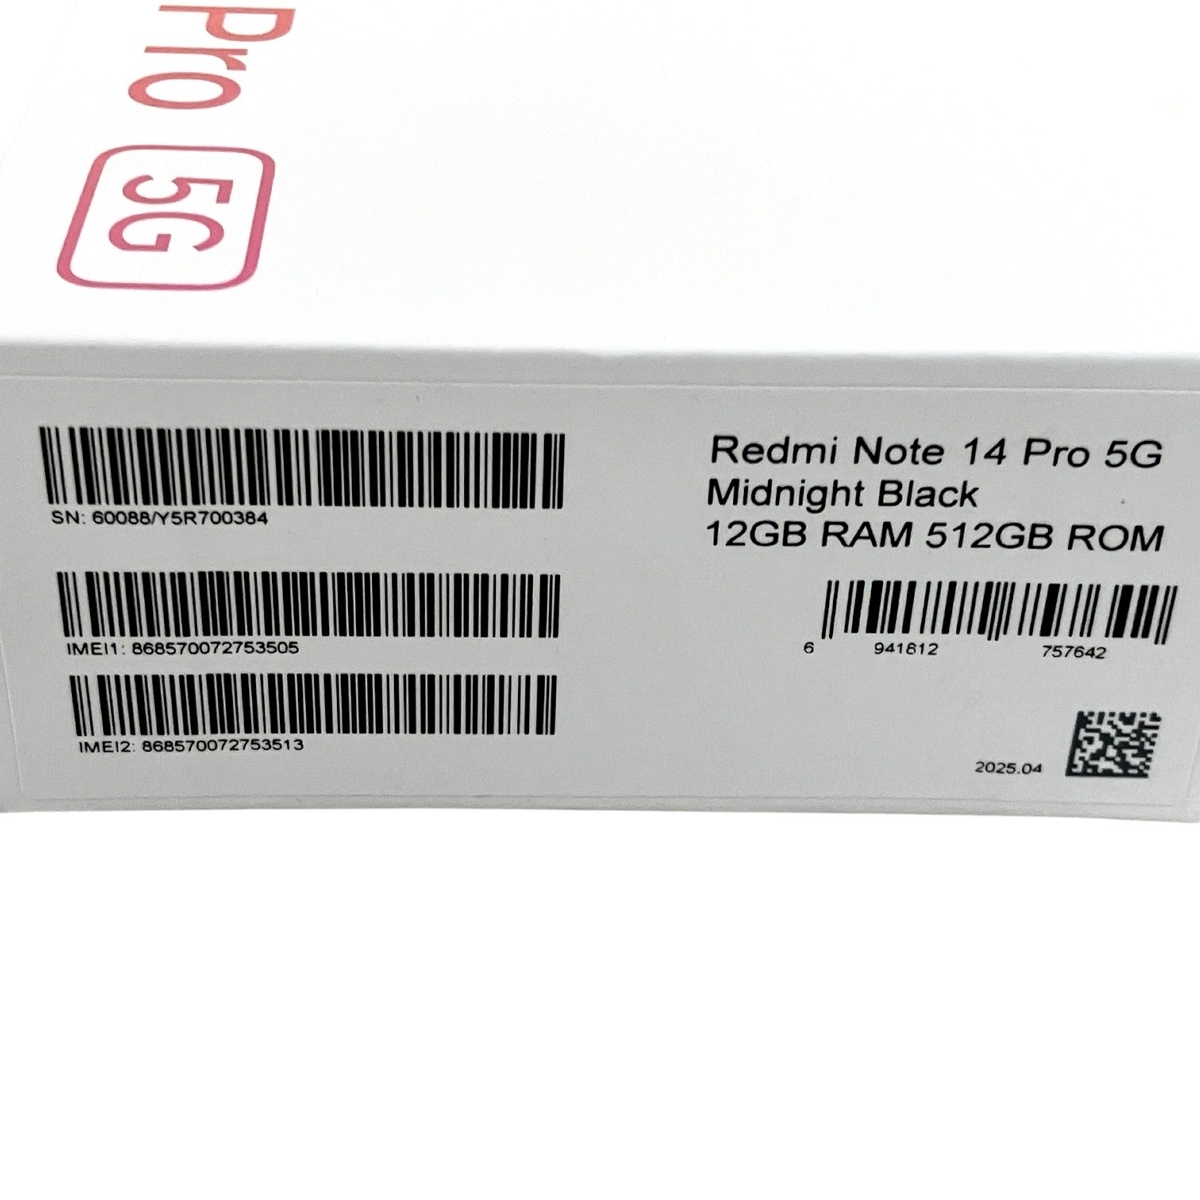 Pro
5G
SN: 60088/Y5R700384
IMEI1: 868570072753505
IMEI2: 868570072753513
Redmi Note 14 Pro 5G
Midnight Black
12GB RAM 512GB ROM
6 941812 757642
2025.04